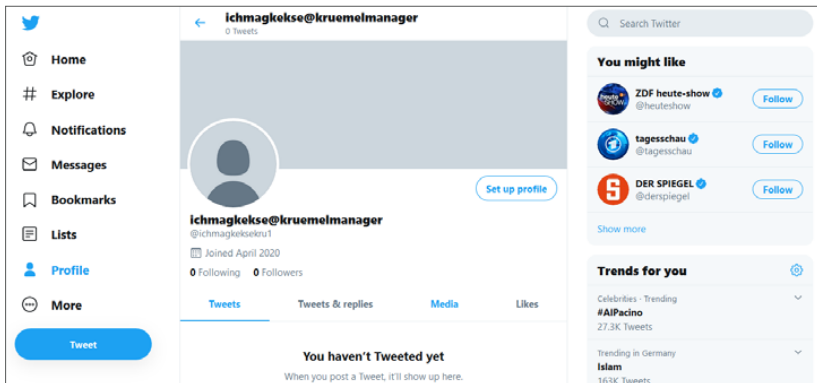 Home
Explore
Notifications
Messages
Bookmarks
Lists
Profile
More
Tweet
ichmagkekse@kruemelmanager
0 Tweets
Set up profile
ichmagkekse@kruemelmanager
@ichmagkeksekru1
Joined April 2020
0 Following 0 Followers
Tweets Tweets & replies Media Likes
You haven't Tweeted yet
When you post a Tweet, it'll show up here.
Search Twitter
You might like
heute SHOW
ZDF heute-show
@heuteshow
Follow
tagesschau
@tagesschau
Follow
S
DER SPIEGEL
@derspiegel
Follow
Show more
Trends for you
Celebrities · Trending
#AlPacino
27.3K Tweets
Trending in Germany
Islam
163K Tweets